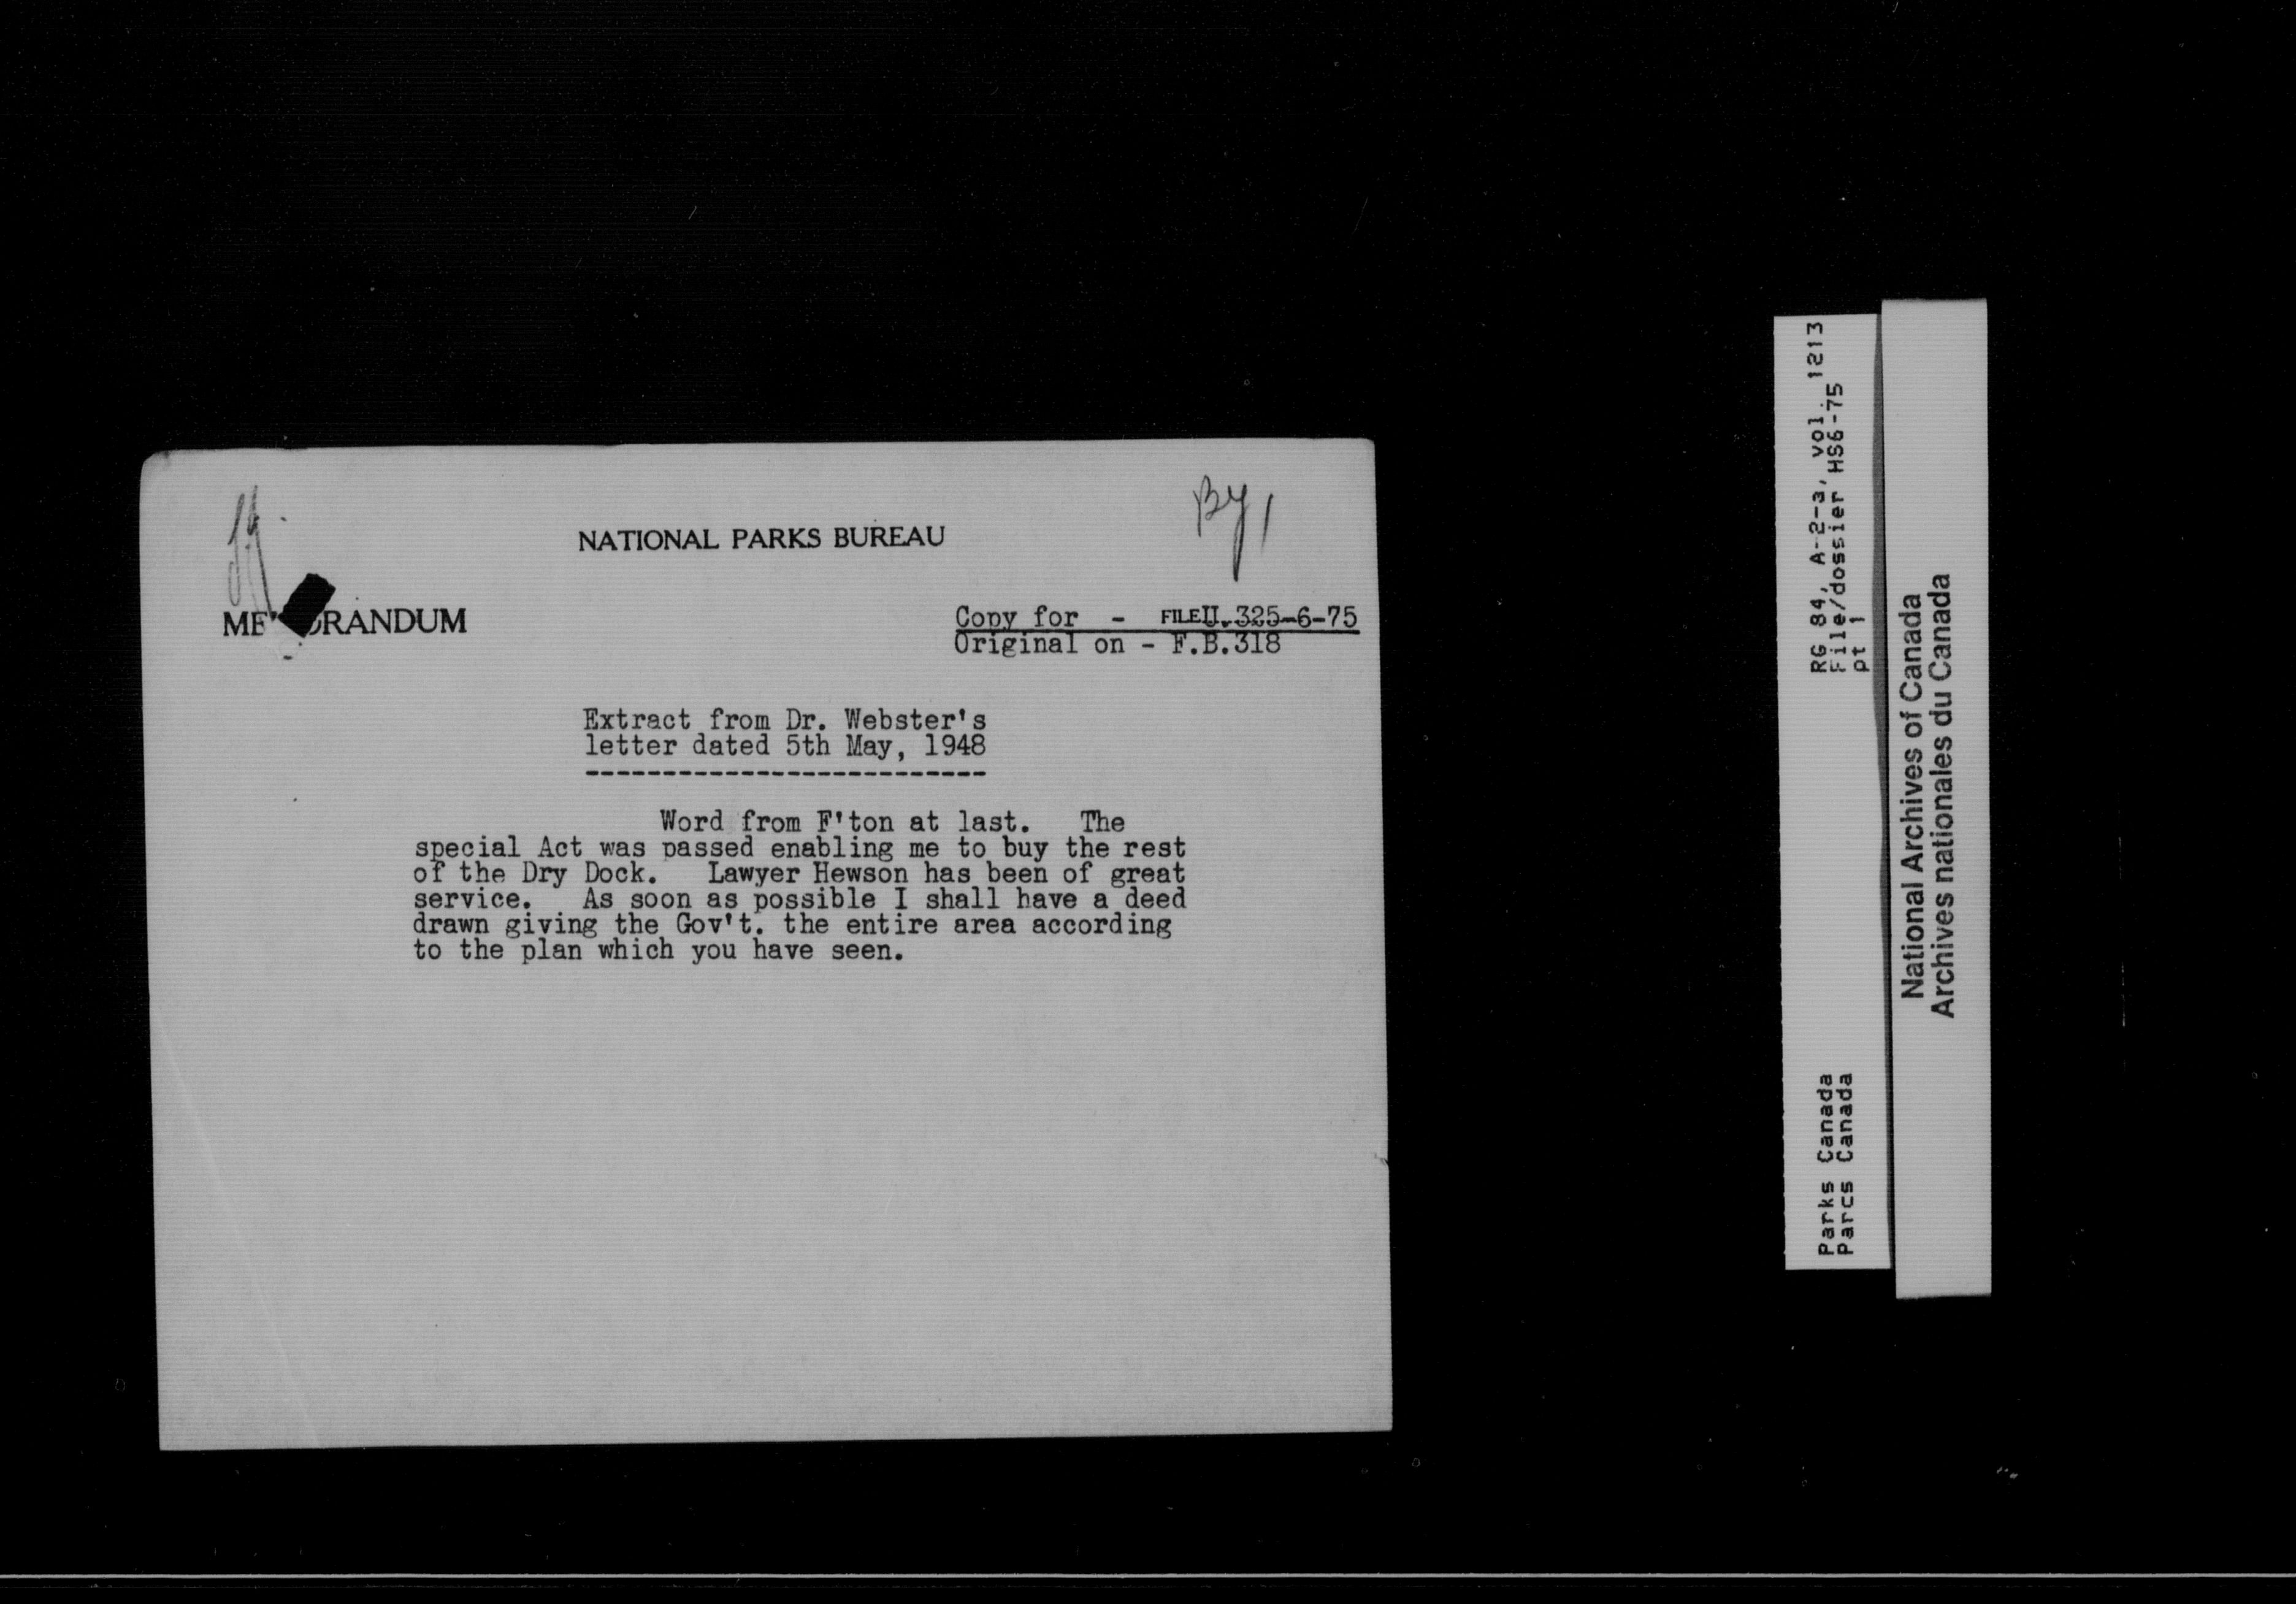 By,
NATIONAL PARKS BUREAU
MEMORANDUM
Copy for - FILE U.325-6-75
Original on - F.B.318
Extract from Dr. Webster's
letter dated 5th May, 1948
--------------------------
Word from F'ton at last. The
special Act was passed enabling me to buy the rest
of the Dry Dock. Lawyer Hewson has been of great
service. As soon as possible I shall have a deed
drawn giving the Gov't. the entire area according
to the plan which you have seen.
RG 84, A-2-a, vol. 1213
File/dossier HS6-75
pt 1
Parks Canada
Parcs Canada
National Archives of Canada
Archives nationales du Canada